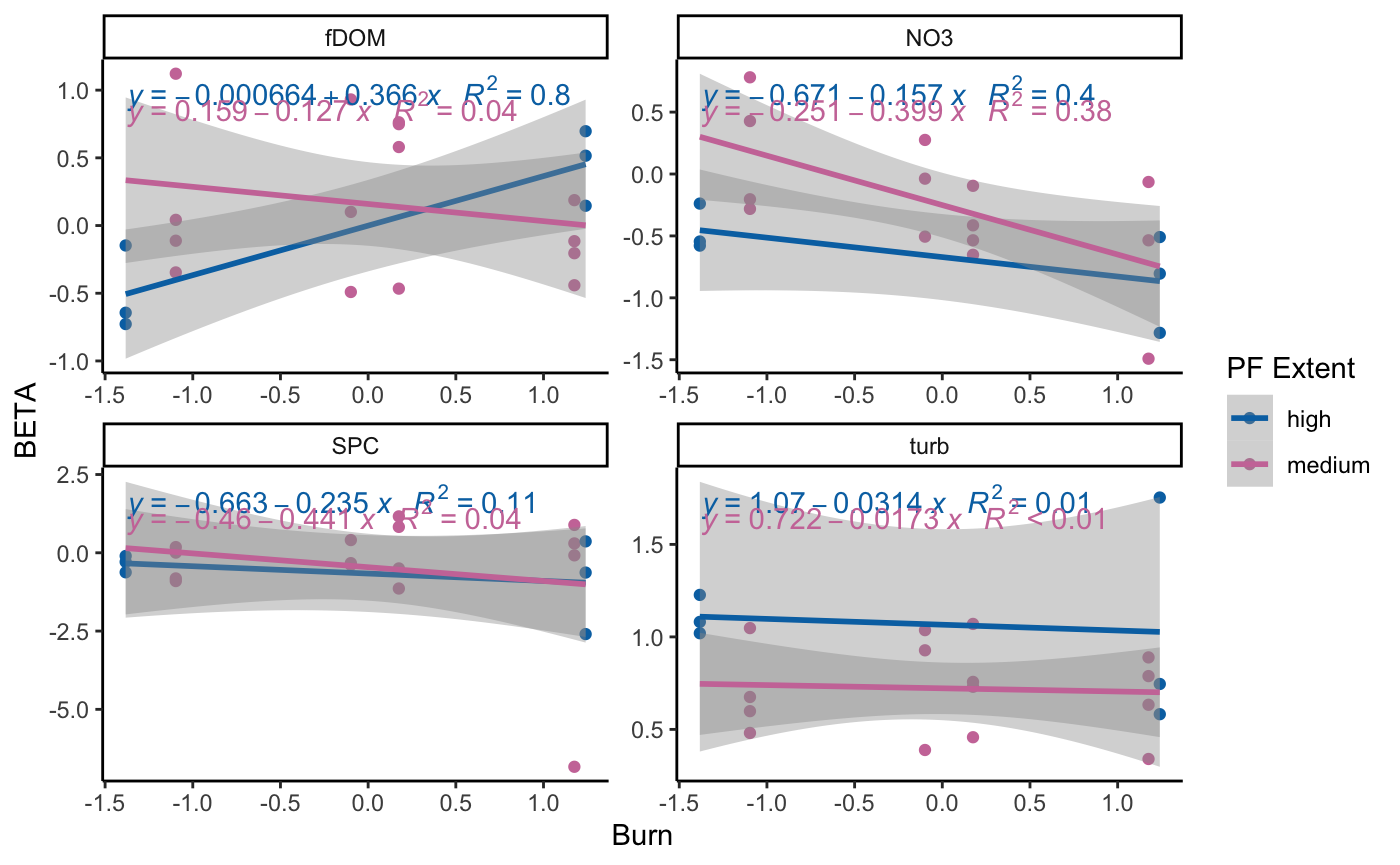 fDOM
NO3
y = −0.000664 + 0.366 x R² = 0.8
y = 0.159 − 0.127 x R² = 0.04
y = −0.671 − 0.157 x R² = 0.4
y = −0.251 − 0.399 x R² = 0.38
1.0
0.5
0.0
-0.5
-1.0
0.5
0.0
-0.5
-1.0
-1.5
-1.5 -1.0 -0.5 0.0 0.5 1.0
-1.5 -1.0 -0.5 0.0 0.5 1.0
BETA
SPC
turb
y = −0.663 − 0.235 x R² = 0.11
y = −0.46 − 0.441 x R² = 0.04
y = 1.07 − 0.0314 x R² = 0.01
y = 0.722 − 0.0173 x R² < 0.01
2.5
0.0
-2.5
-5.0
1.5
1.0
0.5
-1.5 -1.0 -0.5 0.0 0.5 1.0
-1.5 -1.0 -0.5 0.0 0.5 1.0
Burn
PF Extent
high
medium